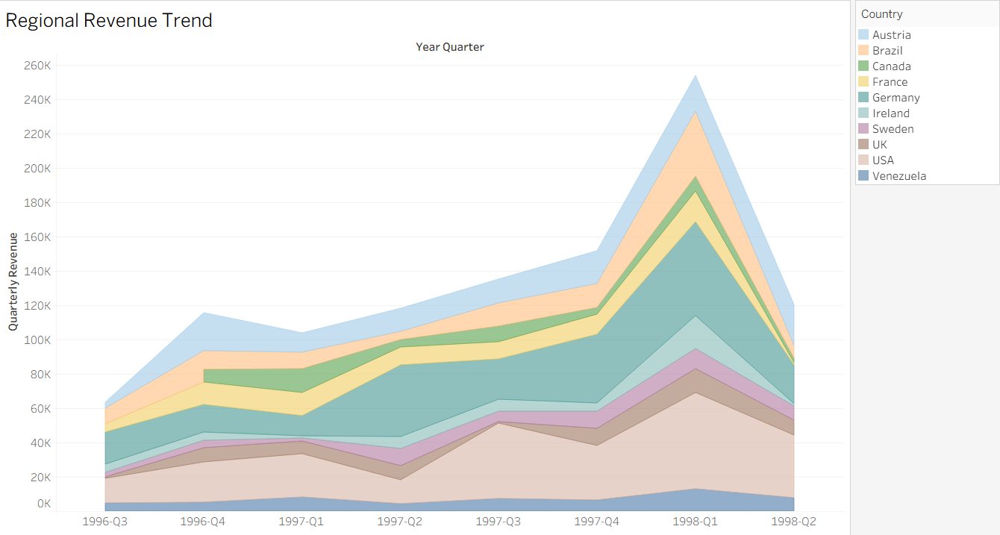 Regional Revenue Trend
Year Quarter
Quarterly Revenue
260K
240K
220K
200K
180K
160K
140K
120K
100K
80K
60K
40K
20K
0K
1996-Q3 1996-Q4 1997-Q1 1997-Q2 1997-Q3 1997-Q4 1998-Q1 1998-Q2
Country
Austria
Brazil
Canada
France
Germany
Ireland
Sweden
UK
USA
Venezuela